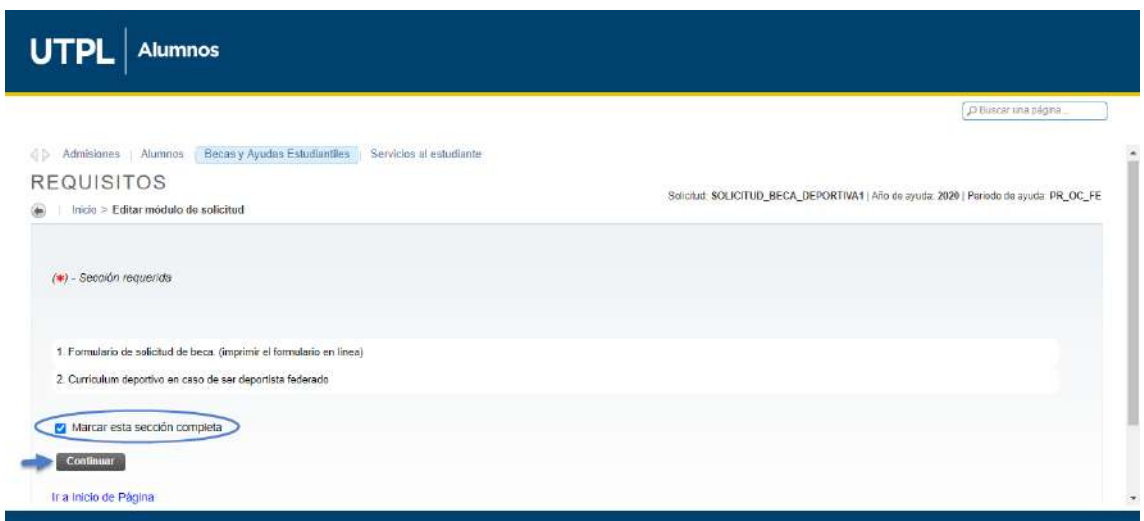 UTPL Alumnos
Buscar una página...
Admisiones | Alumnos | Becas y Ayudas Estudiantiles | Servicios al estudiante
REQUISITOS
Solicitud: SOLICITUD_BECA_DEPORTIVA1 | Año de ayuda: 2020 | Periodo de ayuda: PR_OC_FE
Inicio > Editar módulo de solicitud
(*) - Sección requerida
1. Formulario de solicitud de beca. (imprimir el formulario en linea)
2. Curriculum deportivo en caso de ser deportista federado
Marcar esta sección completa
Continuar
Ir a Inicio de Página